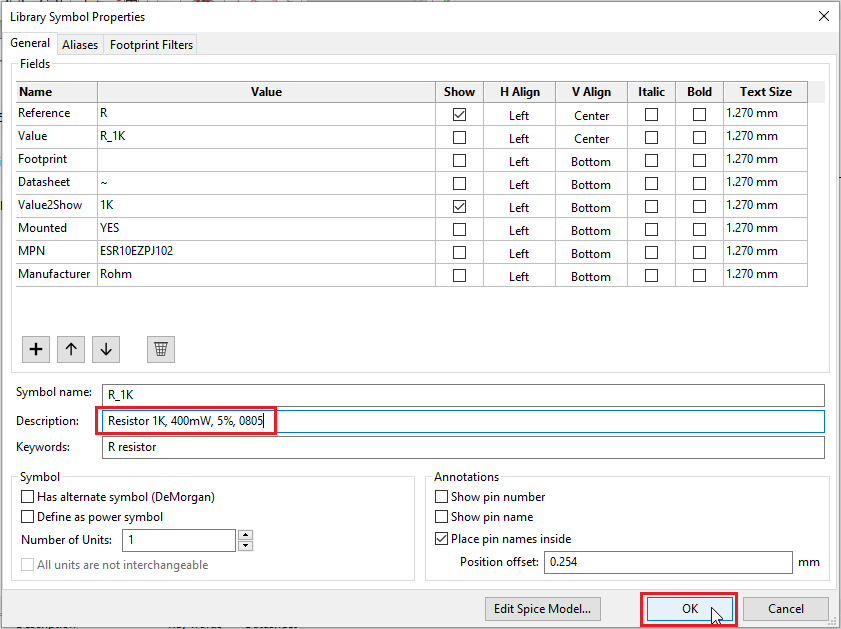 Library Symbol Properties
General Aliases Footprint Filters
Fields
Name Value Show H Align V Align Italic Bold Text Size
Reference R Left Center 1.270 mm
Value R_1K Left Center 1.270 mm
Footprint Left Bottom 1.270 mm
Datasheet ~ Left Bottom 1.270 mm
Value2Show 1K Left Bottom 1.270 mm
Mounted YES Left Bottom 1.270 mm
MPN ESR10EZPJ102 Left Bottom 1.270 mm
Manufacturer Rohm Left Bottom 1.270 mm
Symbol name: R_1K
Description: Resistor 1K, 400mW, 5%, 0805
Keywords: R resistor
Symbol
Has alternate symbol (DeMorgan)
Define as power symbol
Number of Units: 1
All units are not interchangeable
Annotations
Show pin number
Show pin name
Place pin names inside
Position offset: 0.254 mm
Edit Spice Model... OK Cancel